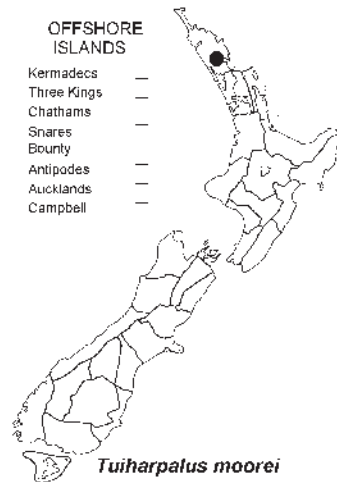 OFFSHORE
ISLANDS
Kermadecs
Three Kings
Chathams
Snares
Bounty
Antipodes
Aucklands
Campbell
Tuiharpalus moorei